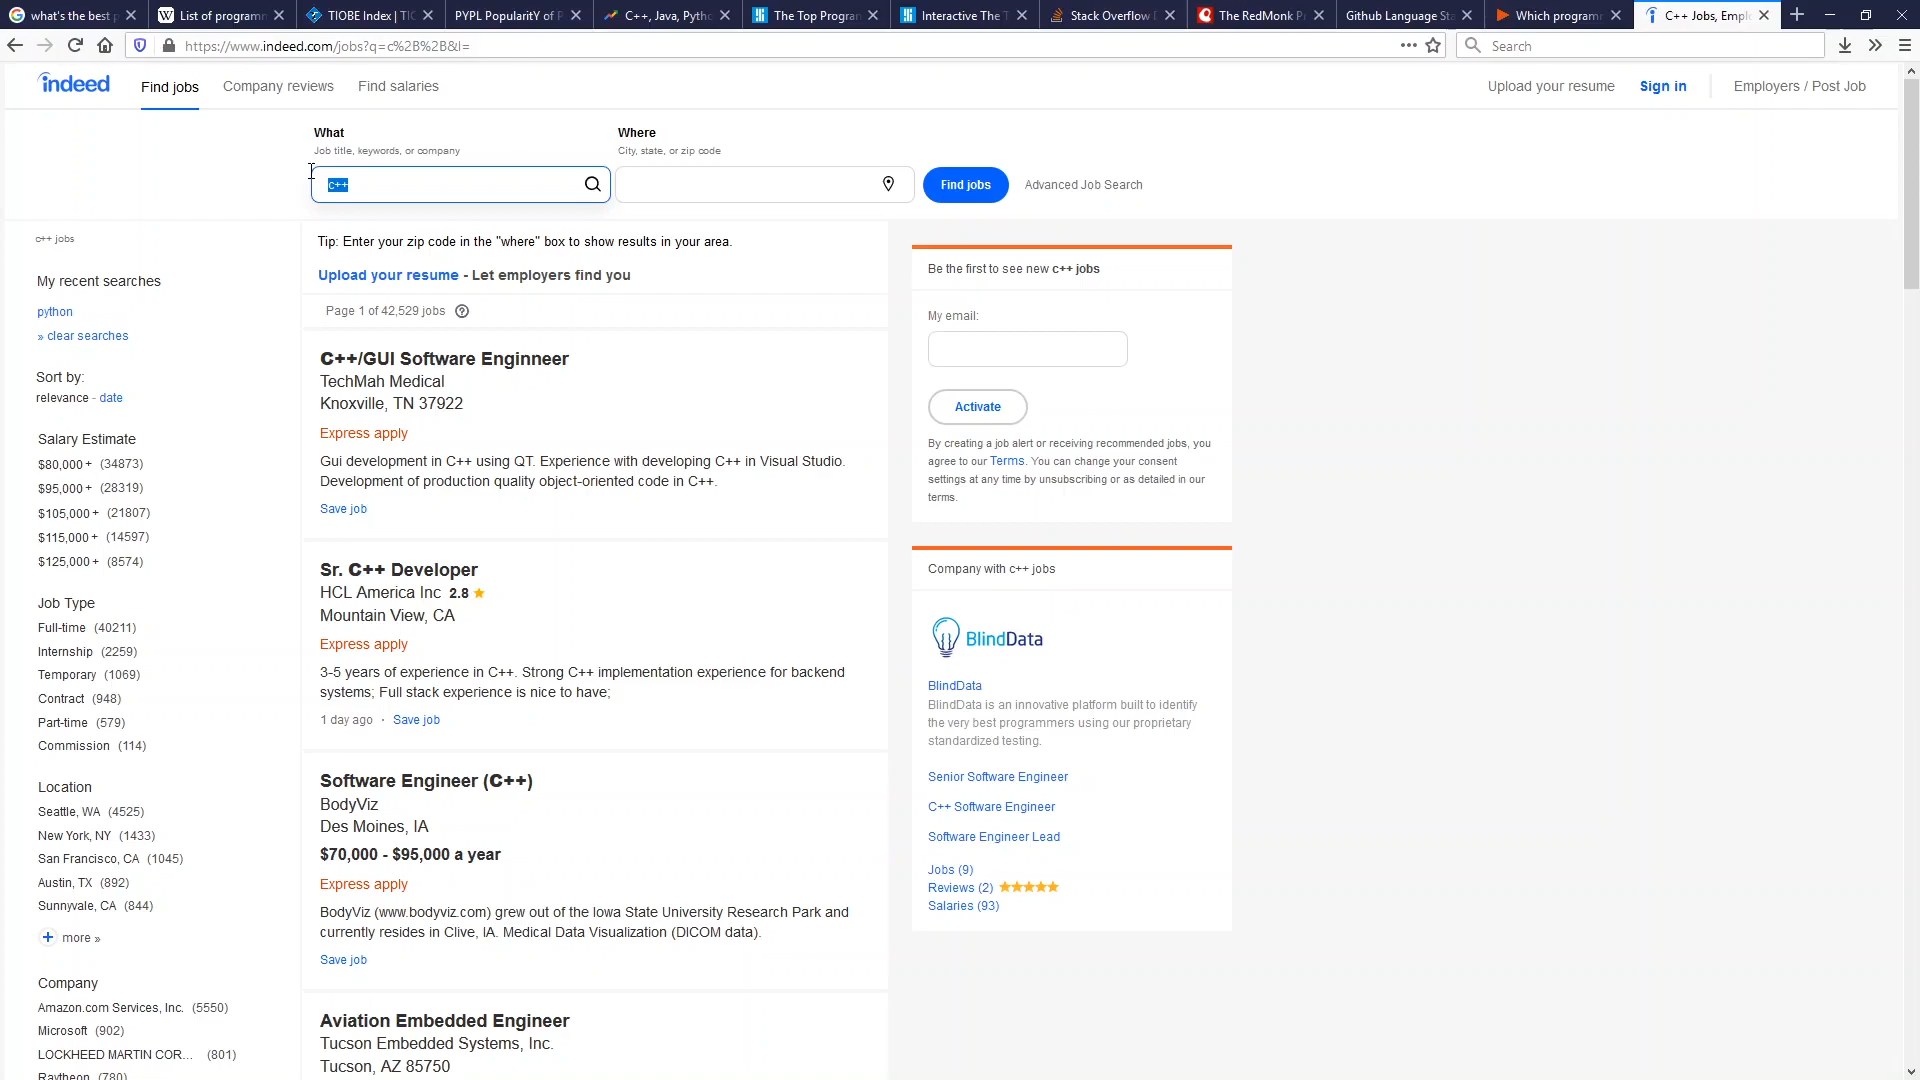 what's the best p
List of programm
TIOBE Index | TIO
PYPL PopularitY of P
C++, Java, Pytho
The Top Program
Interactive The T
Stack Overflow D
The RedMonk P
Github Language Sta
Which programm
C++ Jobs, Empl
https://www.indeed.com/jobs?q=c%2B%2B&l=
Search
indeed
Find jobs
Company reviews
Find salaries
Upload your resume
Sign in
Employers / Post Job
What
Job title, keywords, or company
Where
City, state, or zip code
c++
Find jobs
Advanced Job Search
c++ jobs
My recent searches
python
» clear searches
Sort by:
relevance - date
Salary Estimate
$80,000+ (34873)
$95,000+ (28319)
$105,000+ (21807)
$115,000+ (14597)
$125,000+ (8574)
Job Type
Full-time (40211)
Internship (2259)
Temporary (1069)
Contract (948)
Part-time (579)
Commission (114)
Location
Seattle, WA (4525)
New York, NY (1433)
San Francisco, CA (1045)
Austin, TX (892)
Sunnyvale, CA (844)
+ more »
Company
Amazon.com Services, Inc. (5550)
Microsoft (902)
LOCKHEED MARTIN COR... (801)
Raytheon (780)
Tip: Enter your zip code in the "where" box to show results in your area.
Upload your resume - Let employers find you
Page 1 of 42,529 jobs ?
C++/GUI Software Enginneer
TechMah Medical
Knoxville, TN 37922
Express apply
Gui development in C++ using QT. Experience with developing C++ in Visual Studio.
Development of production quality object-oriented code in C++.
Save job
Sr. C++ Developer
HCL America Inc 2.8
Mountain View, CA
Express apply
3-5 years of experience in C++. Strong C++ implementation experience for backend
systems; Full stack experience is nice to have;
1 day ago · Save job
Software Engineer (C++)
BodyViz
Des Moines, IA
$70,000 - $95,000 a year
Express apply
BodyViz (www.bodyviz.com) grew out of the Iowa State University Research Park and
currently resides in Clive, IA. Medical Data Visualization (DICOM data).
Save job
Aviation Embedded Engineer
Tucson Embedded Systems, Inc.
Tucson, AZ 85750
Be the first to see new c++ jobs
My email:
Activate
By creating a job alert or receiving recommended jobs, you
agree to our Terms. You can change your consent
settings at any time by unsubscribing or as detailed in our
terms.
Company with c++ jobs
BlindData
BlindData
BlindData is an innovative platform built to identify
the very best programmers using our proprietary
standardized testing.
Senior Software Engineer
C++ Software Engineer
Software Engineer Lead
Jobs (9)
Reviews (2)
Salaries (93)